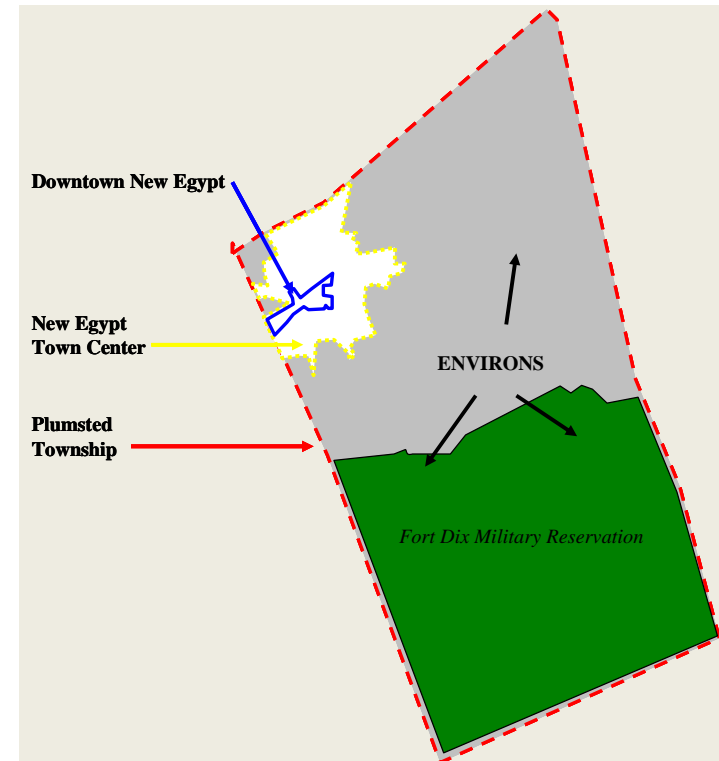 Downtown New Egypt
New Egypt
Town Center
ENVIRONS
Plumsted
Township
Fort Dix Military Reservation